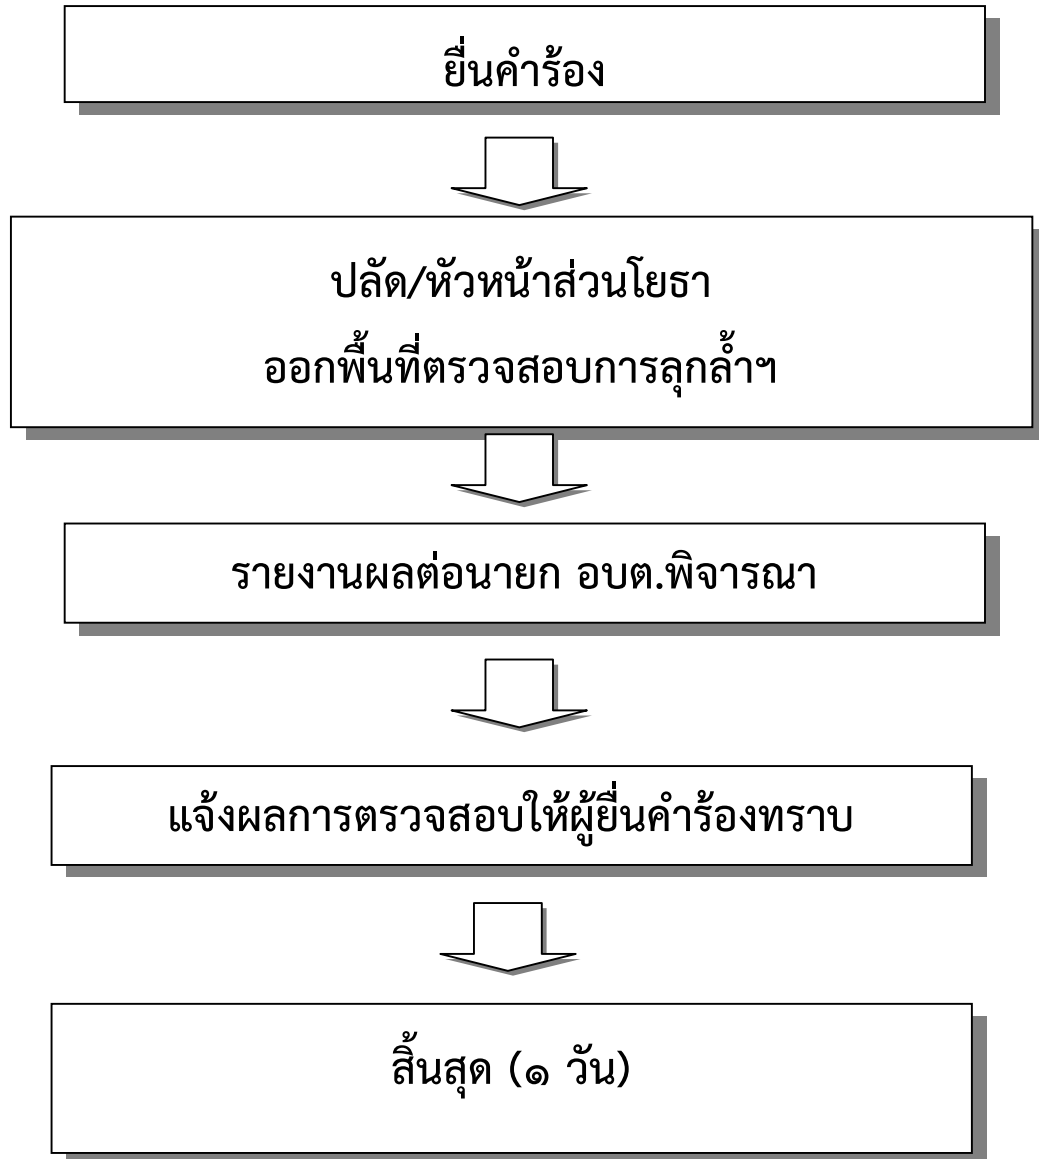 ยื่นคำร้อง
ปลัด/หัวหน้าส่วนโยธา
ออกพื้นที่ตรวจสอบการลุกล้ำฯ
รายงานผลต่อนายก อบต.พิจารณา
แจ้งผลการตรวจสอบให้ผู้ยื่นคำร้องทราบ
สิ้นสุด (๑ วัน)